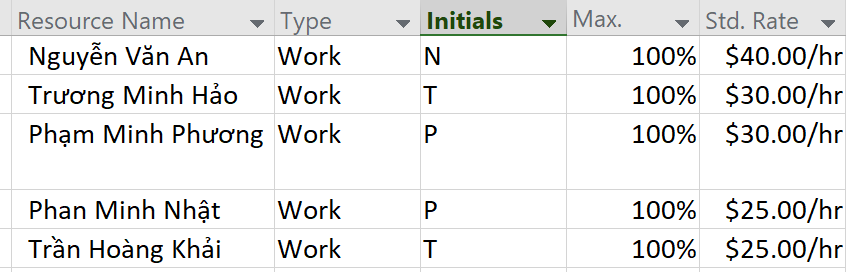 Resource Name Type Initials Max. Std. Rate
Nguyễn Văn An Work N 100% $40.00/hr
Trương Minh Hảo Work T 100% $30.00/hr
Phạm Minh Phương Work P 100% $30.00/hr
Phan Minh Nhật Work P 100% $25.00/hr
Trần Hoàng Khải Work T 100% $25.00/hr